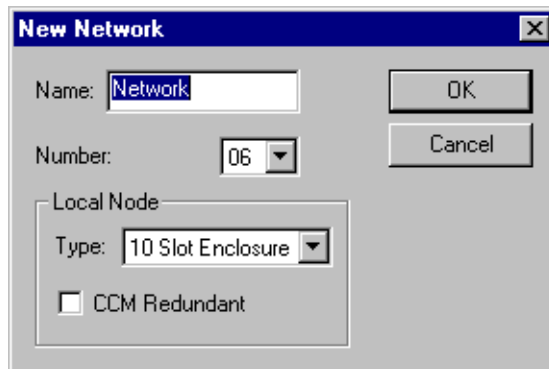 New Network
Name: Network
OK
Number: 06
Cancel
Local Node
Type: 10 Slot Enclosure
CCM Redundant